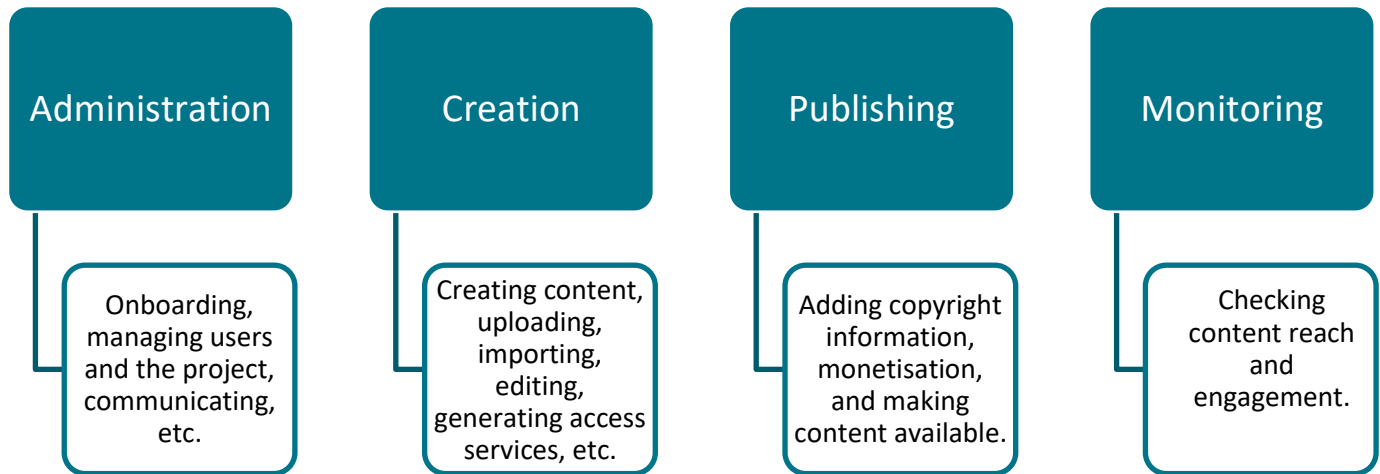 Administration
Onboarding,
managing users
and the project,
communicating,
etc.
Creation
Creating content,
uploading,
importing,
editing,
generating access
services, etc.
Publishing
Adding copyright
information,
monetisation,
and making
content available.
Monitoring
Checking
content reach
and
engagement.